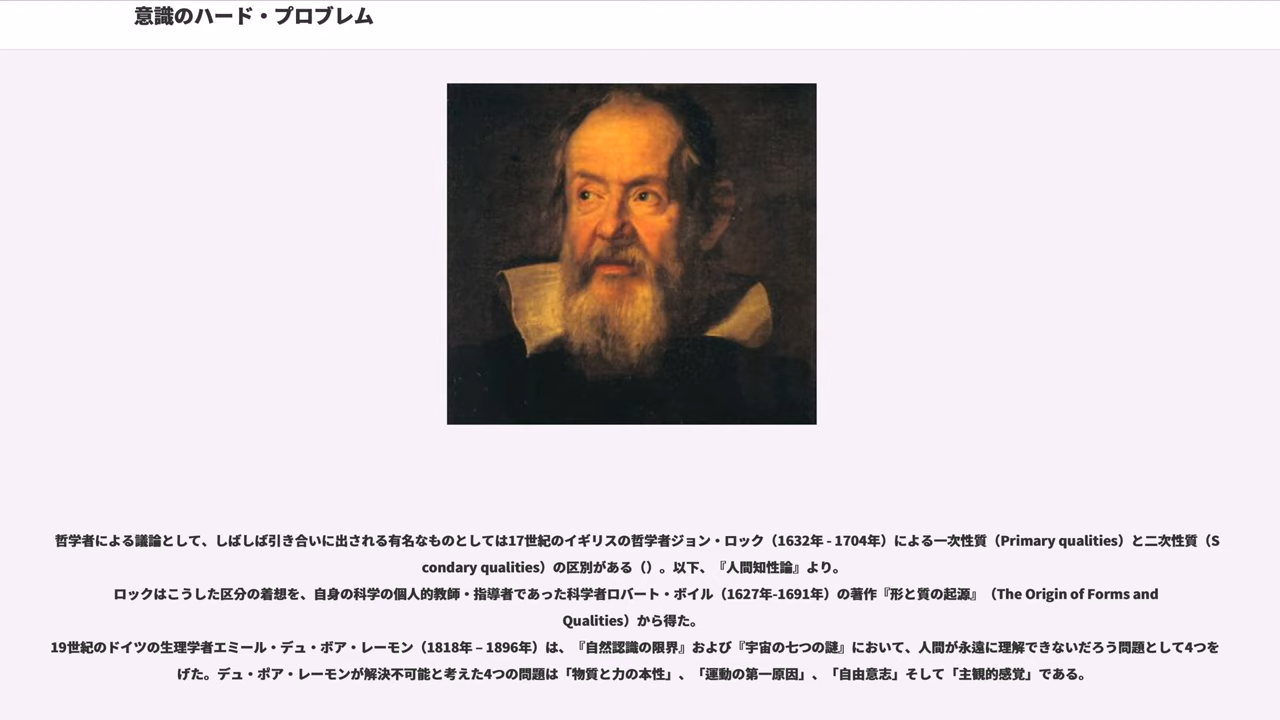 意識のハード・プロブレム
哲学者による議論として、しばしば引き合いに出される有名なものとしては17世紀のイギリスの哲学者ジョン・ロック（1632年 - 1704年）による一次性質（Primary qualities）と二次性質（S
condary qualities）の区別がある（）。以下、『人間知性論』より。
ロックはこうした区分の着想を、自身の科学の個人的教師・指導者であった科学者ロバート・ボイル（1627年-1691年）の著作『形と質の起源』（The Origin of Forms and
Qualities）から得た。
19世紀のドイツの生理学者エミール・デュ・ボア・レーモン（1818年 – 1896年）は、『自然認識の限界』および『宇宙の七つの謎』において、人間が永遠に理解できないだろう問題として4つを
げた。デュ・ボア・レーモンが解決不可能と考えた4つの問題は「物質と力の本性」、「運動の第一原因」、「自由意志」そして「主観的感覚」である。